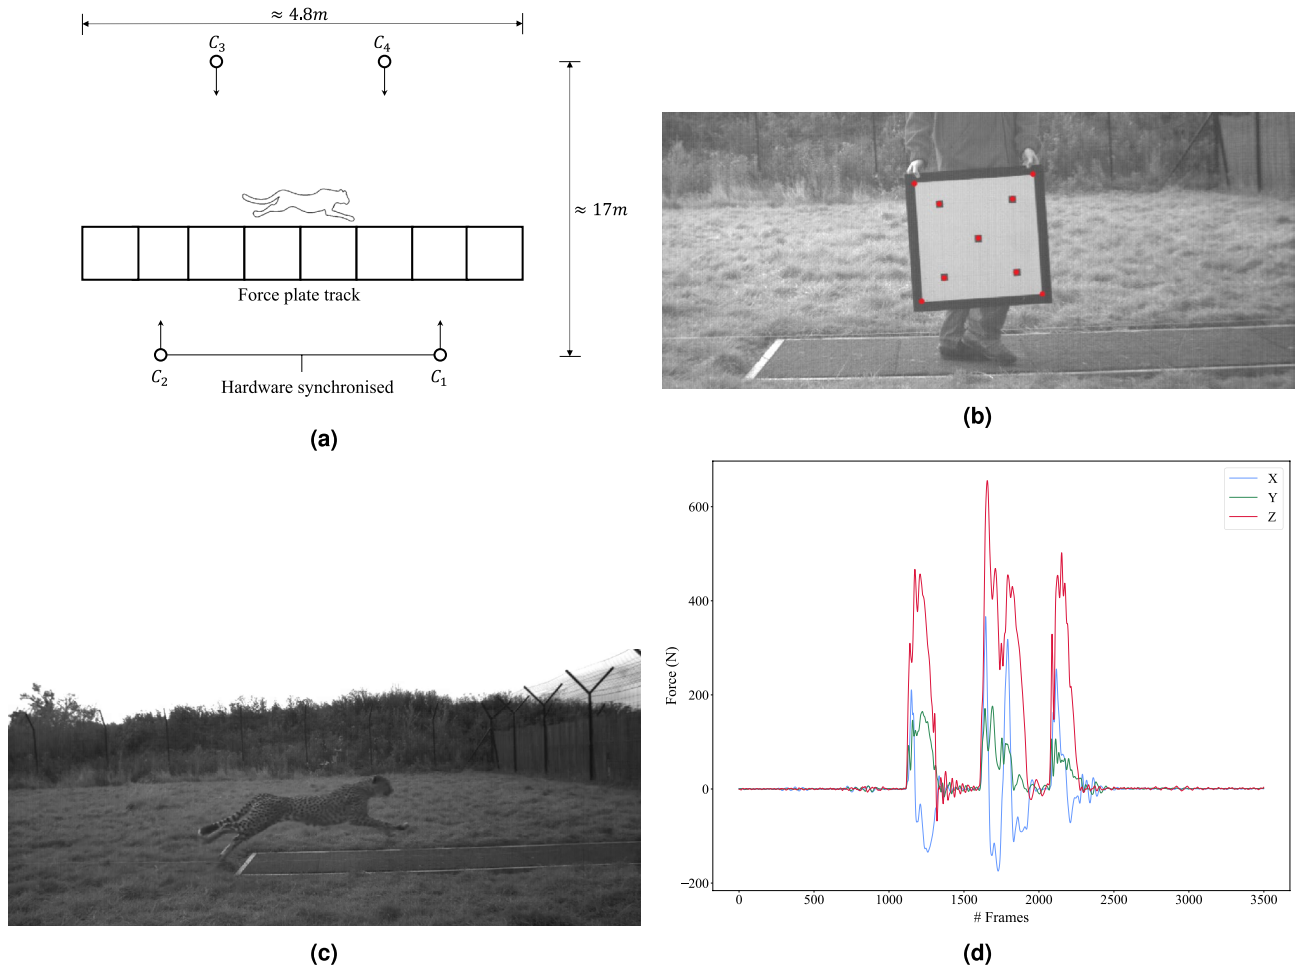 ≈ 4.8m
C₃
C₄
≈ 17m
Force plate track
C₂
C₁
Hardware synchronised
(a)
(b)
(c)
X
Y
Z
600
400
200
0
−200
Force (N)
0
500
1000
1500
2000
2500
3000
3500
# Frames
(d)